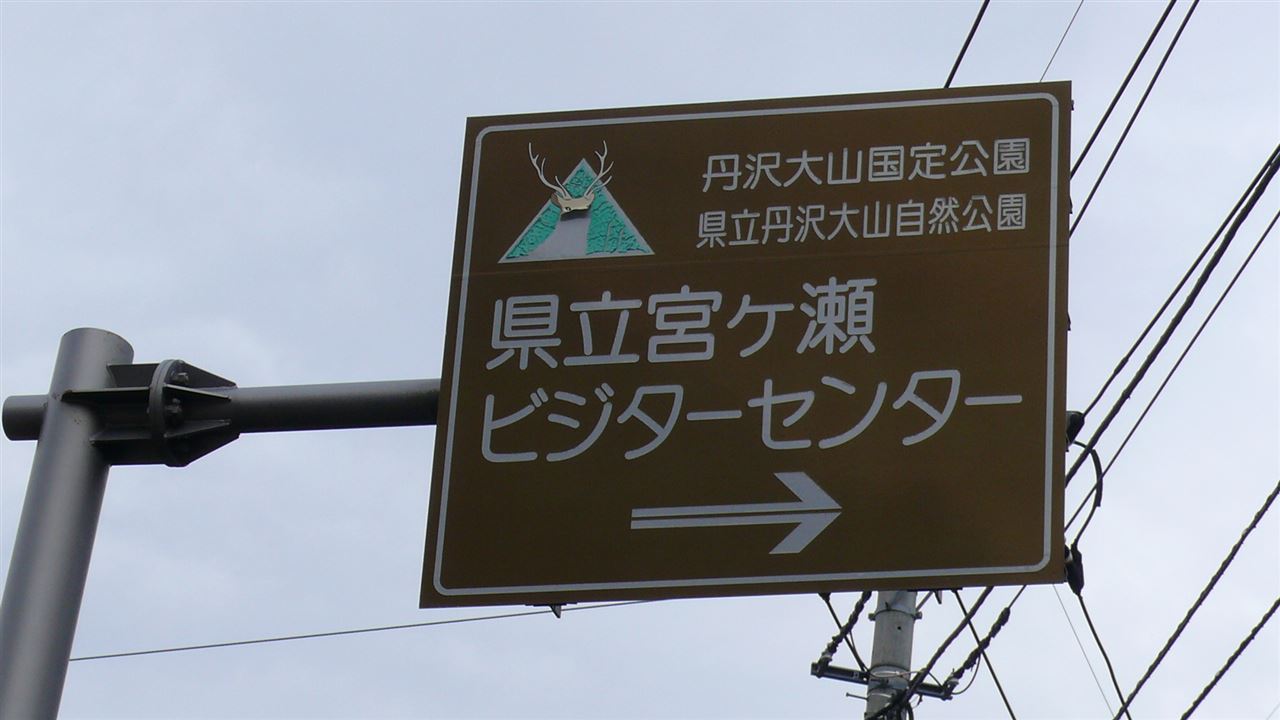 丹沢大山国定公園
県立丹沢大山自然公園
県立宮ケ瀬
ビジターセンター